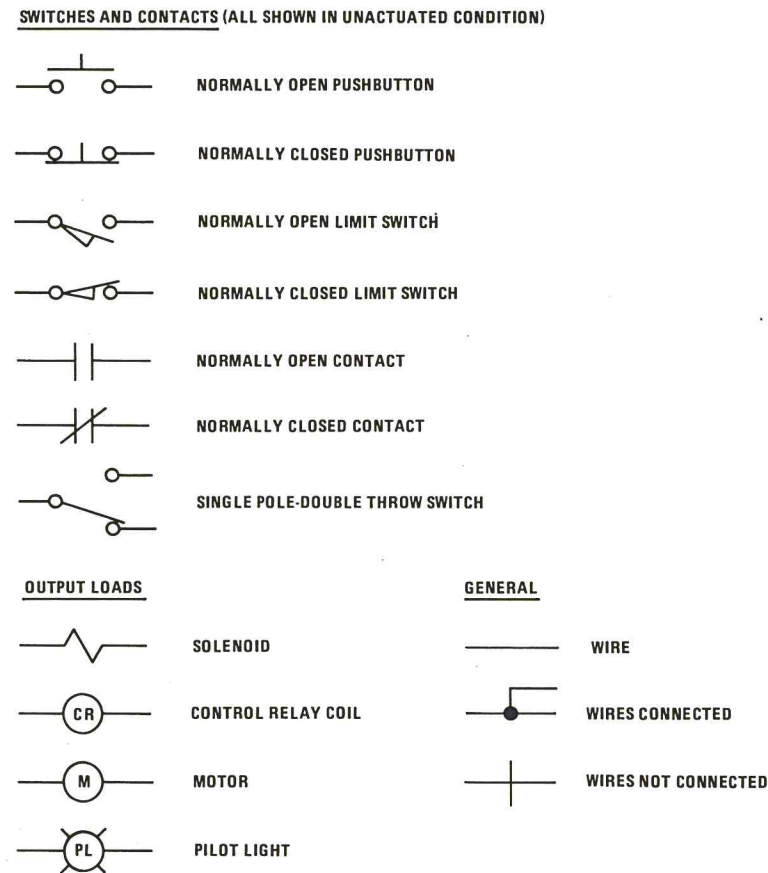 SWITCHES AND CONTACTS (ALL SHOWN IN UNACTUATED CONDITION)
NORMALLY OPEN PUSHBUTTON
NORMALLY CLOSED PUSHBUTTON
NORMALLY OPEN LIMIT SWITCH
NORMALLY CLOSED LIMIT SWITCH
NORMALLY OPEN CONTACT
NORMALLY CLOSED CONTACT
SINGLE POLE-DOUBLE THROW SWITCH
OUTPUT LOADS
SOLENOID
CR CONTROL RELAY COIL
M MOTOR
PL PILOT LIGHT
GENERAL
WIRE
WIRES CONNECTED
WIRES NOT CONNECTED